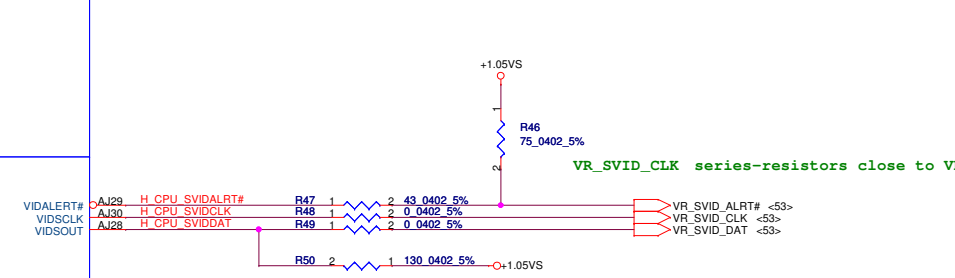 +1.05VS
1
R46
75_0402_5%
2
VR_SVID_CLK series-resistors close to V
VIDALERT# AJ29 H_CPU_SVIDALRT# R47 1 2 43_0402_5% VR_SVID_ALRT# <53>
VIDSCLK AJ30 H_CPU_SVIDCLK R48 1 2 0_0402_5% VR_SVID_CLK <53>
VIDSOUT AJ28 H_CPU_SVIDDAT R49 1 2 0_0402_5% VR_SVID_DAT <53>
R50 2 1 130_0402_5% +1.05VS